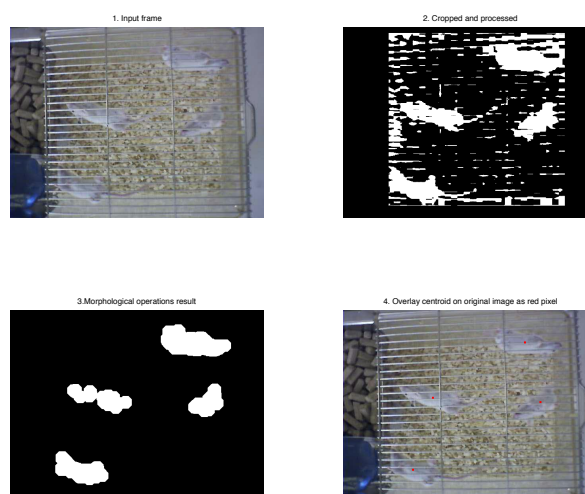 1. Input frame
2. Cropped and processed
3.Morphological operations result
4. Overlay centroid on original image as red pixel